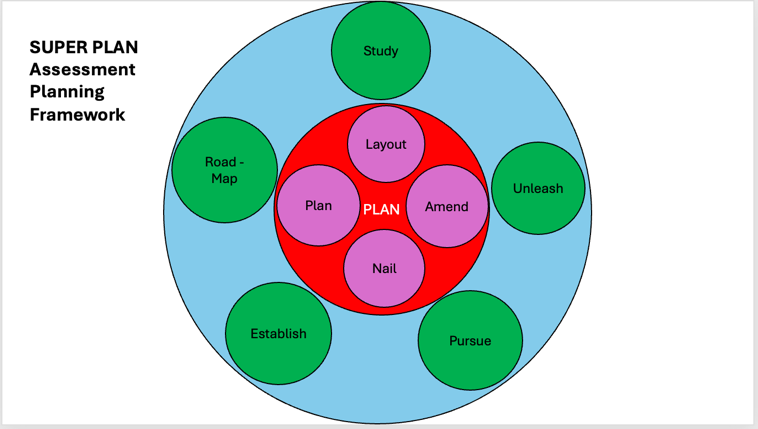 SUPER PLAN
Assessment
Planning
Framework
Study
Layout
Road -
Map
Unleash
Plan
PLAN
Amend
Nail
Establish
Pursue